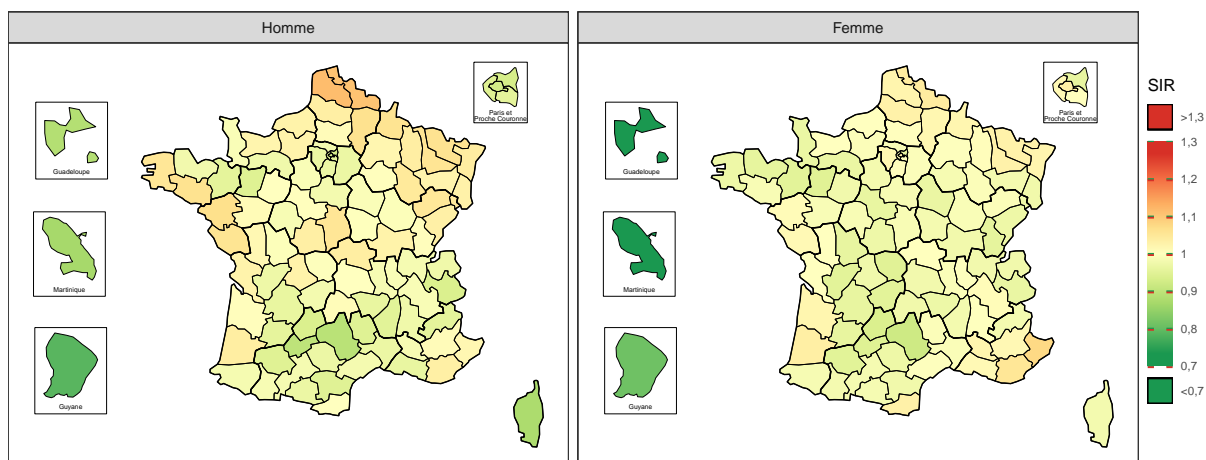 Homme
Femme
Paris et
Proche Couronne
Guadeloupe
Martinique
Guyane
Paris et
Proche Couronne
Guadeloupe
Martinique
Guyane
SIR
>1,3
1,3
1,2
1,1
1
0,9
0,8
0,7
<0,7